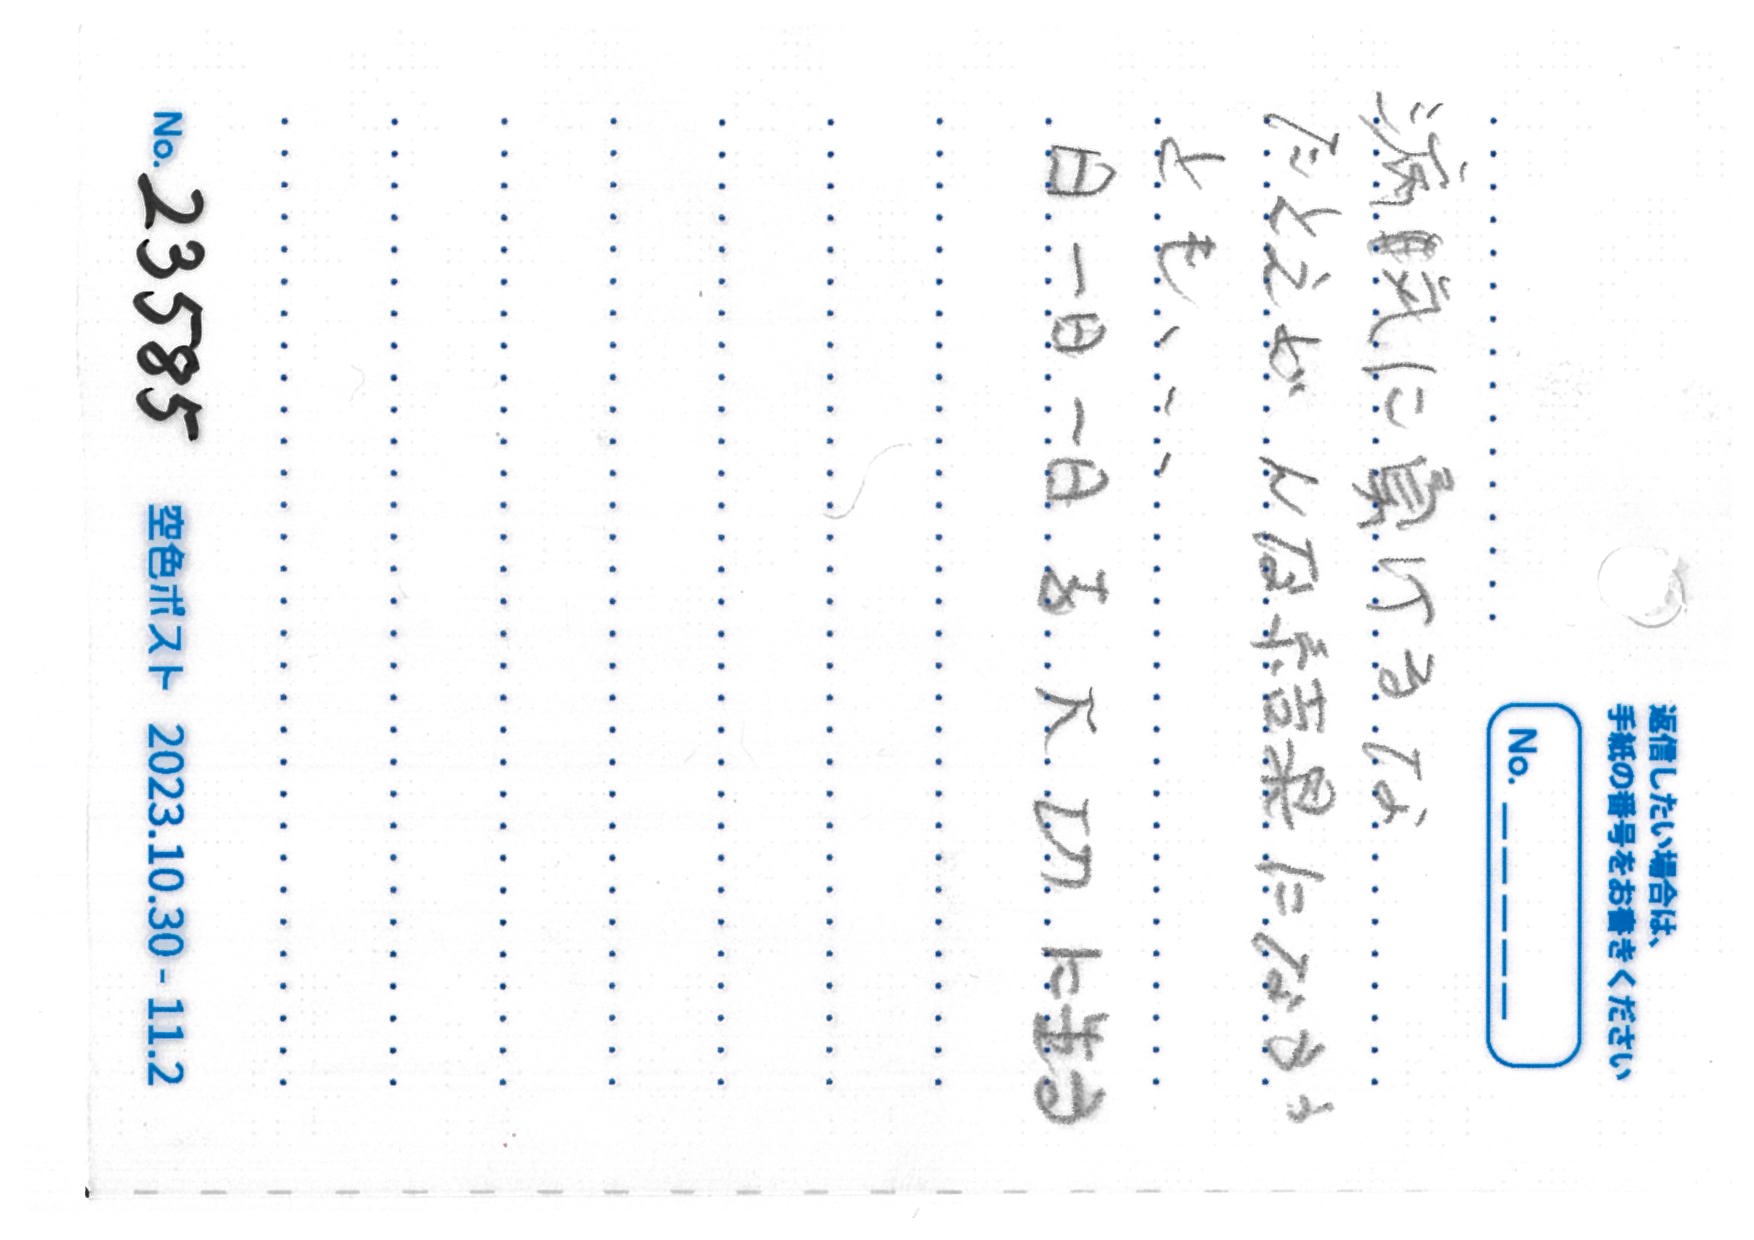 返信したい場合は、
手紙の番号をお書きください
No.
病気に負けるな
たとえ んな結果になろう
とも、、、
日一日一日を大切に生る
No. 23585 空色ポスト 2023.10.30 - 11.2